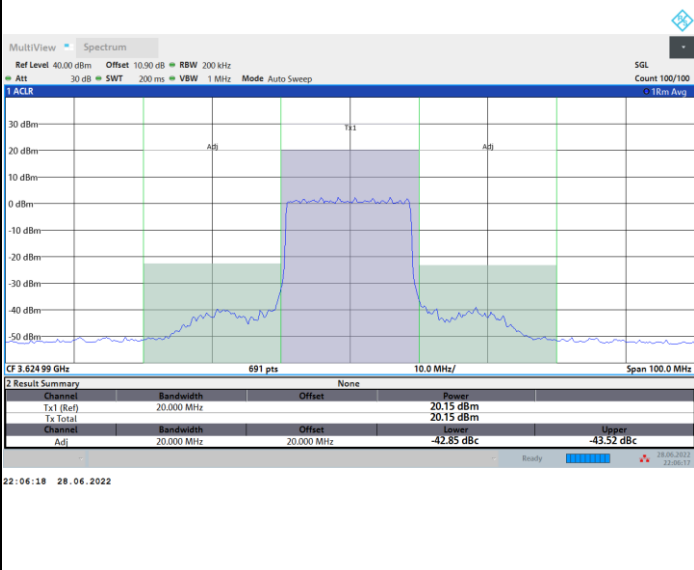 MultiView Spectrum
Ref Level 40.00 dBm Offset 10.90 dB RBW 200 kHz SGL
Att 30 dB SWT 200 ms VBW 1 MHz Mode Auto Sweep Count 100/100
1 ACLR 1Rm Avg
30 dBm
Tx1
Adj Adj
20 dBm
10 dBm
0 dBm
-10 dBm
-20 dBm
-30 dBm
-40 dBm
-50 dBm
CF 3.624 99 GHz 691 pts 10.0 MHz/ Span 100.0 MHz
2 Result Summary None
Channel Bandwidth Offset Power
Tx1 (Ref) 20.000 MHz 20.15 dBm
Tx Total 20.15 dBm
Channel Bandwidth Offset Lower Upper
Adj 20.000 MHz 20.000 MHz -42.85 dBc -43.52 dBc
Ready 28.06.2022
22:06:17
22:06:18 28.06.2022